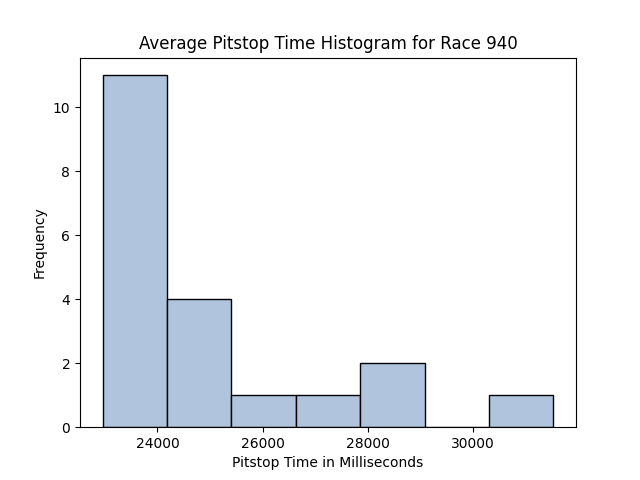 Average Pitstop Time Histogram for Race 940
10
8
6
4
2
0
Frequency
24000 26000 28000 30000
Pitstop Time in Milliseconds